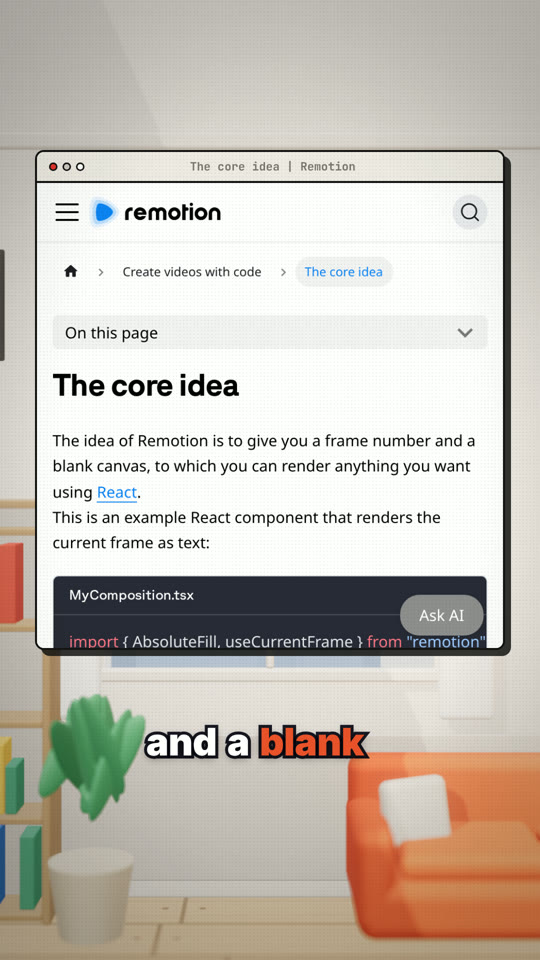 The core idea | Remotion
remotion
Create videos with code
The core idea
On this page
The core idea
The idea of Remotion is to give you a frame number and a
blank canvas, to which you can render anything you want
using React.
This is an example React component that renders the
current frame as text:
MyComposition.tsx
Ask AI
import { AbsoluteFill, useCurrentFrame } from "remotion"
and a blank